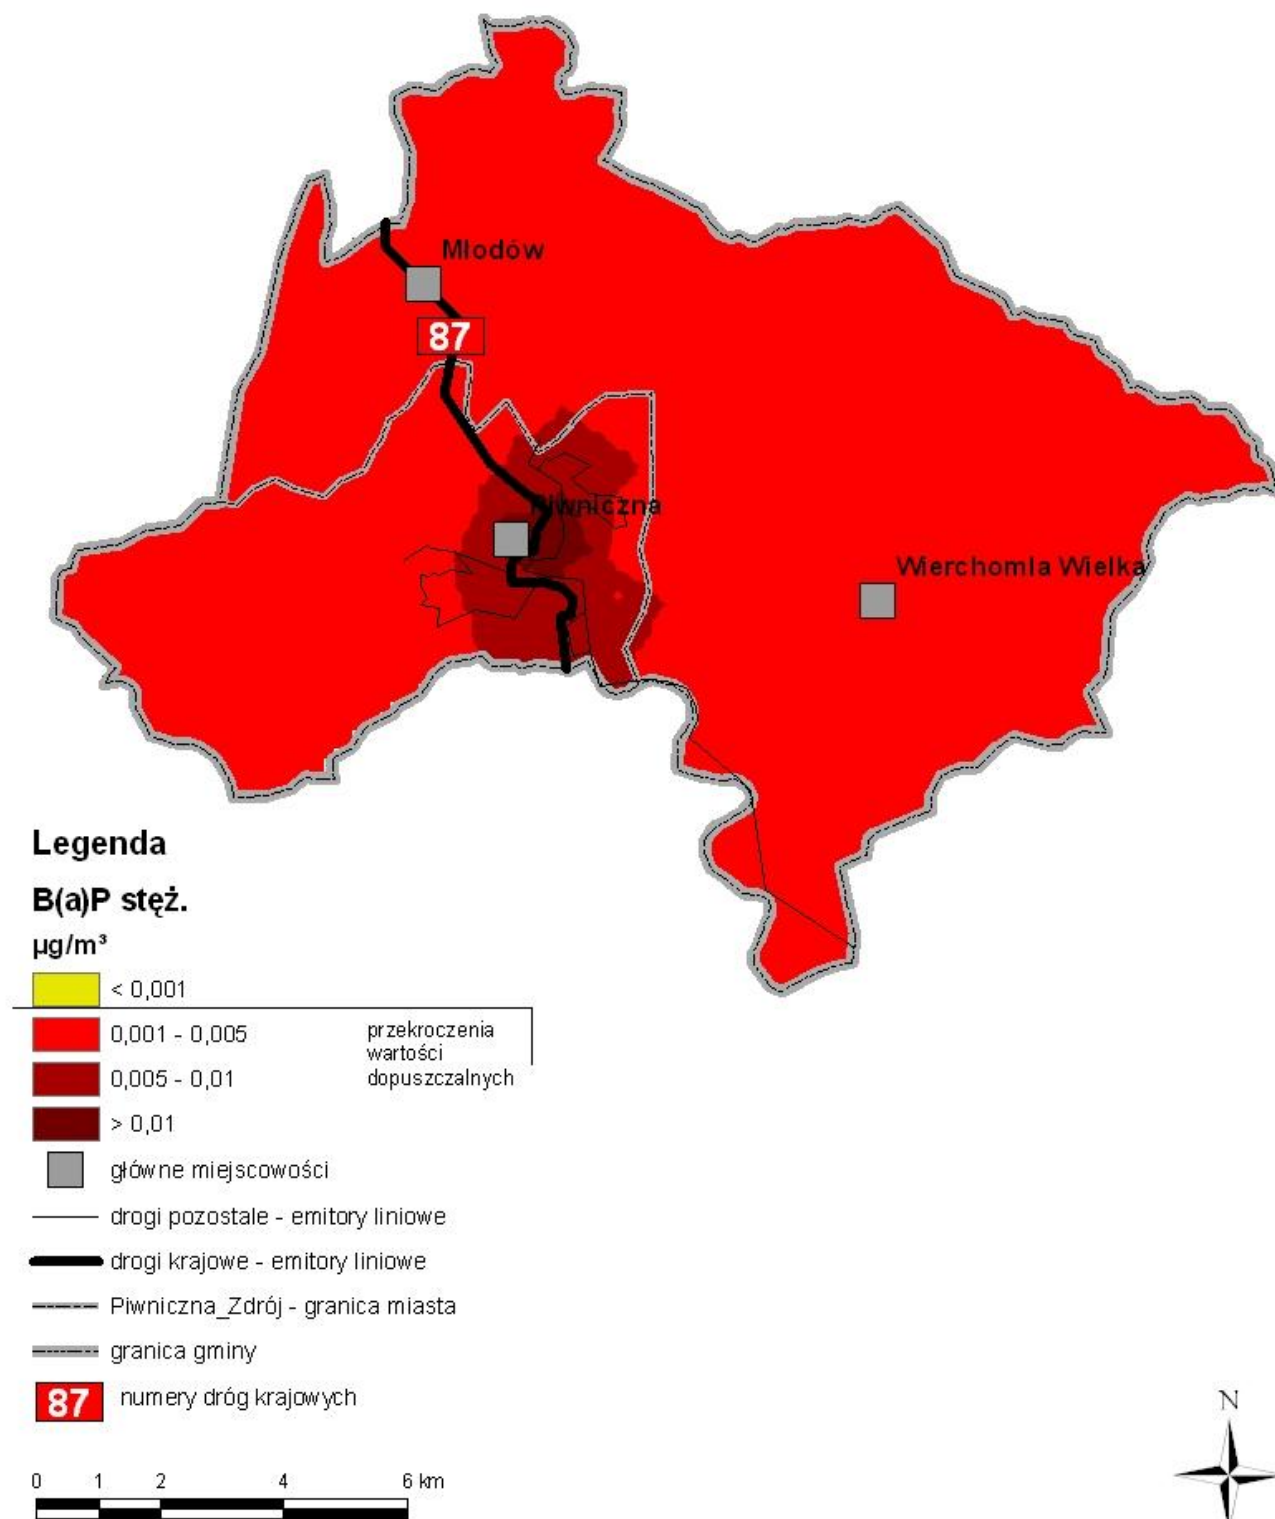 Młodów
87
Piwniczna
Wierchomla Wielka
Legenda
B(a)P stęż.
µg/m³
< 0,001
0,001 - 0,005
przekroczenia
wartości
dopuszczalnych
0,005 - 0,01
> 0,01
główne miejscowości
drogi pozostale - emitory liniowe
drogi krajowe - emitory liniowe
Piwniczna_Zdrój - granica miasta
granica gminy
87 numery dróg krajowych
N
0 1 2 4 6 km